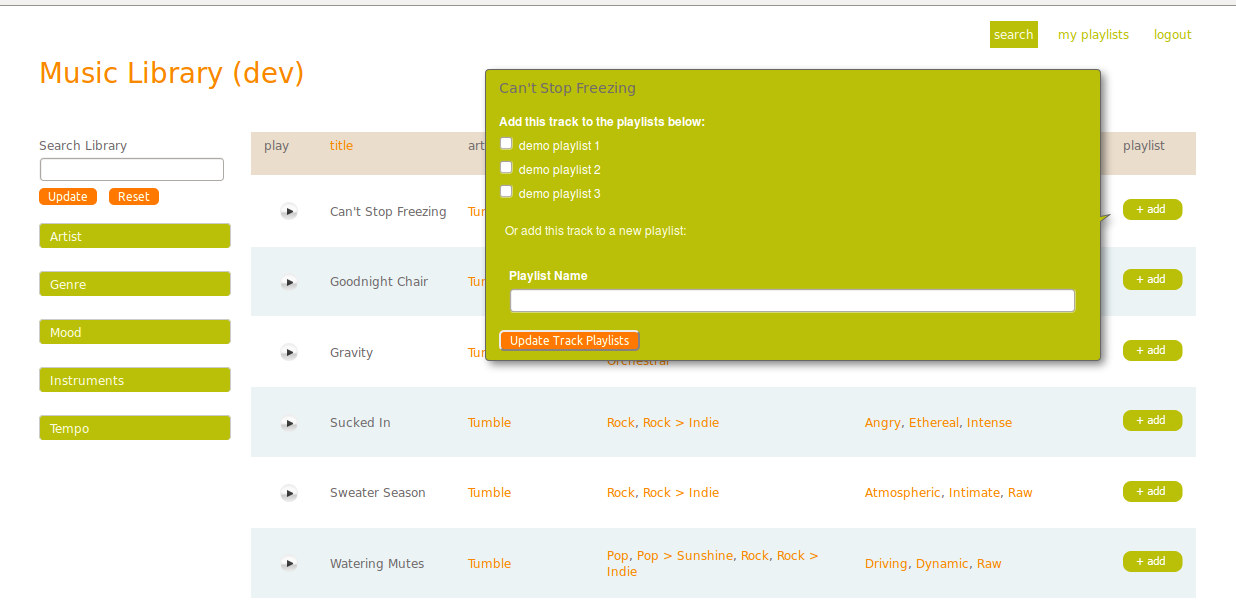 search my playlists logout
Music Library (dev)
Can't Stop Freezing
Add this track to the playlists below:
demo playlist 1
demo playlist 2
demo playlist 3
Or add this track to a new playlist:
Playlist Name
Update Track Playlists
Search Library
Update Reset
Artist
Genre
Mood
Instruments
Tempo
play title art playlist
Can't Stop Freezing Tu + add
Goodnight Chair Tu + add
Gravity Tu Orchestral + add
Sucked In Tumble Rock, Rock > Indie Angry, Ethereal, Intense + add
Sweater Season Tumble Rock, Rock > Indie Atmospheric, Intimate, Raw + add
Watering Mutes Tumble Pop, Pop > Sunshine, Rock, Rock > Driving, Dynamic, Raw + add
Indie